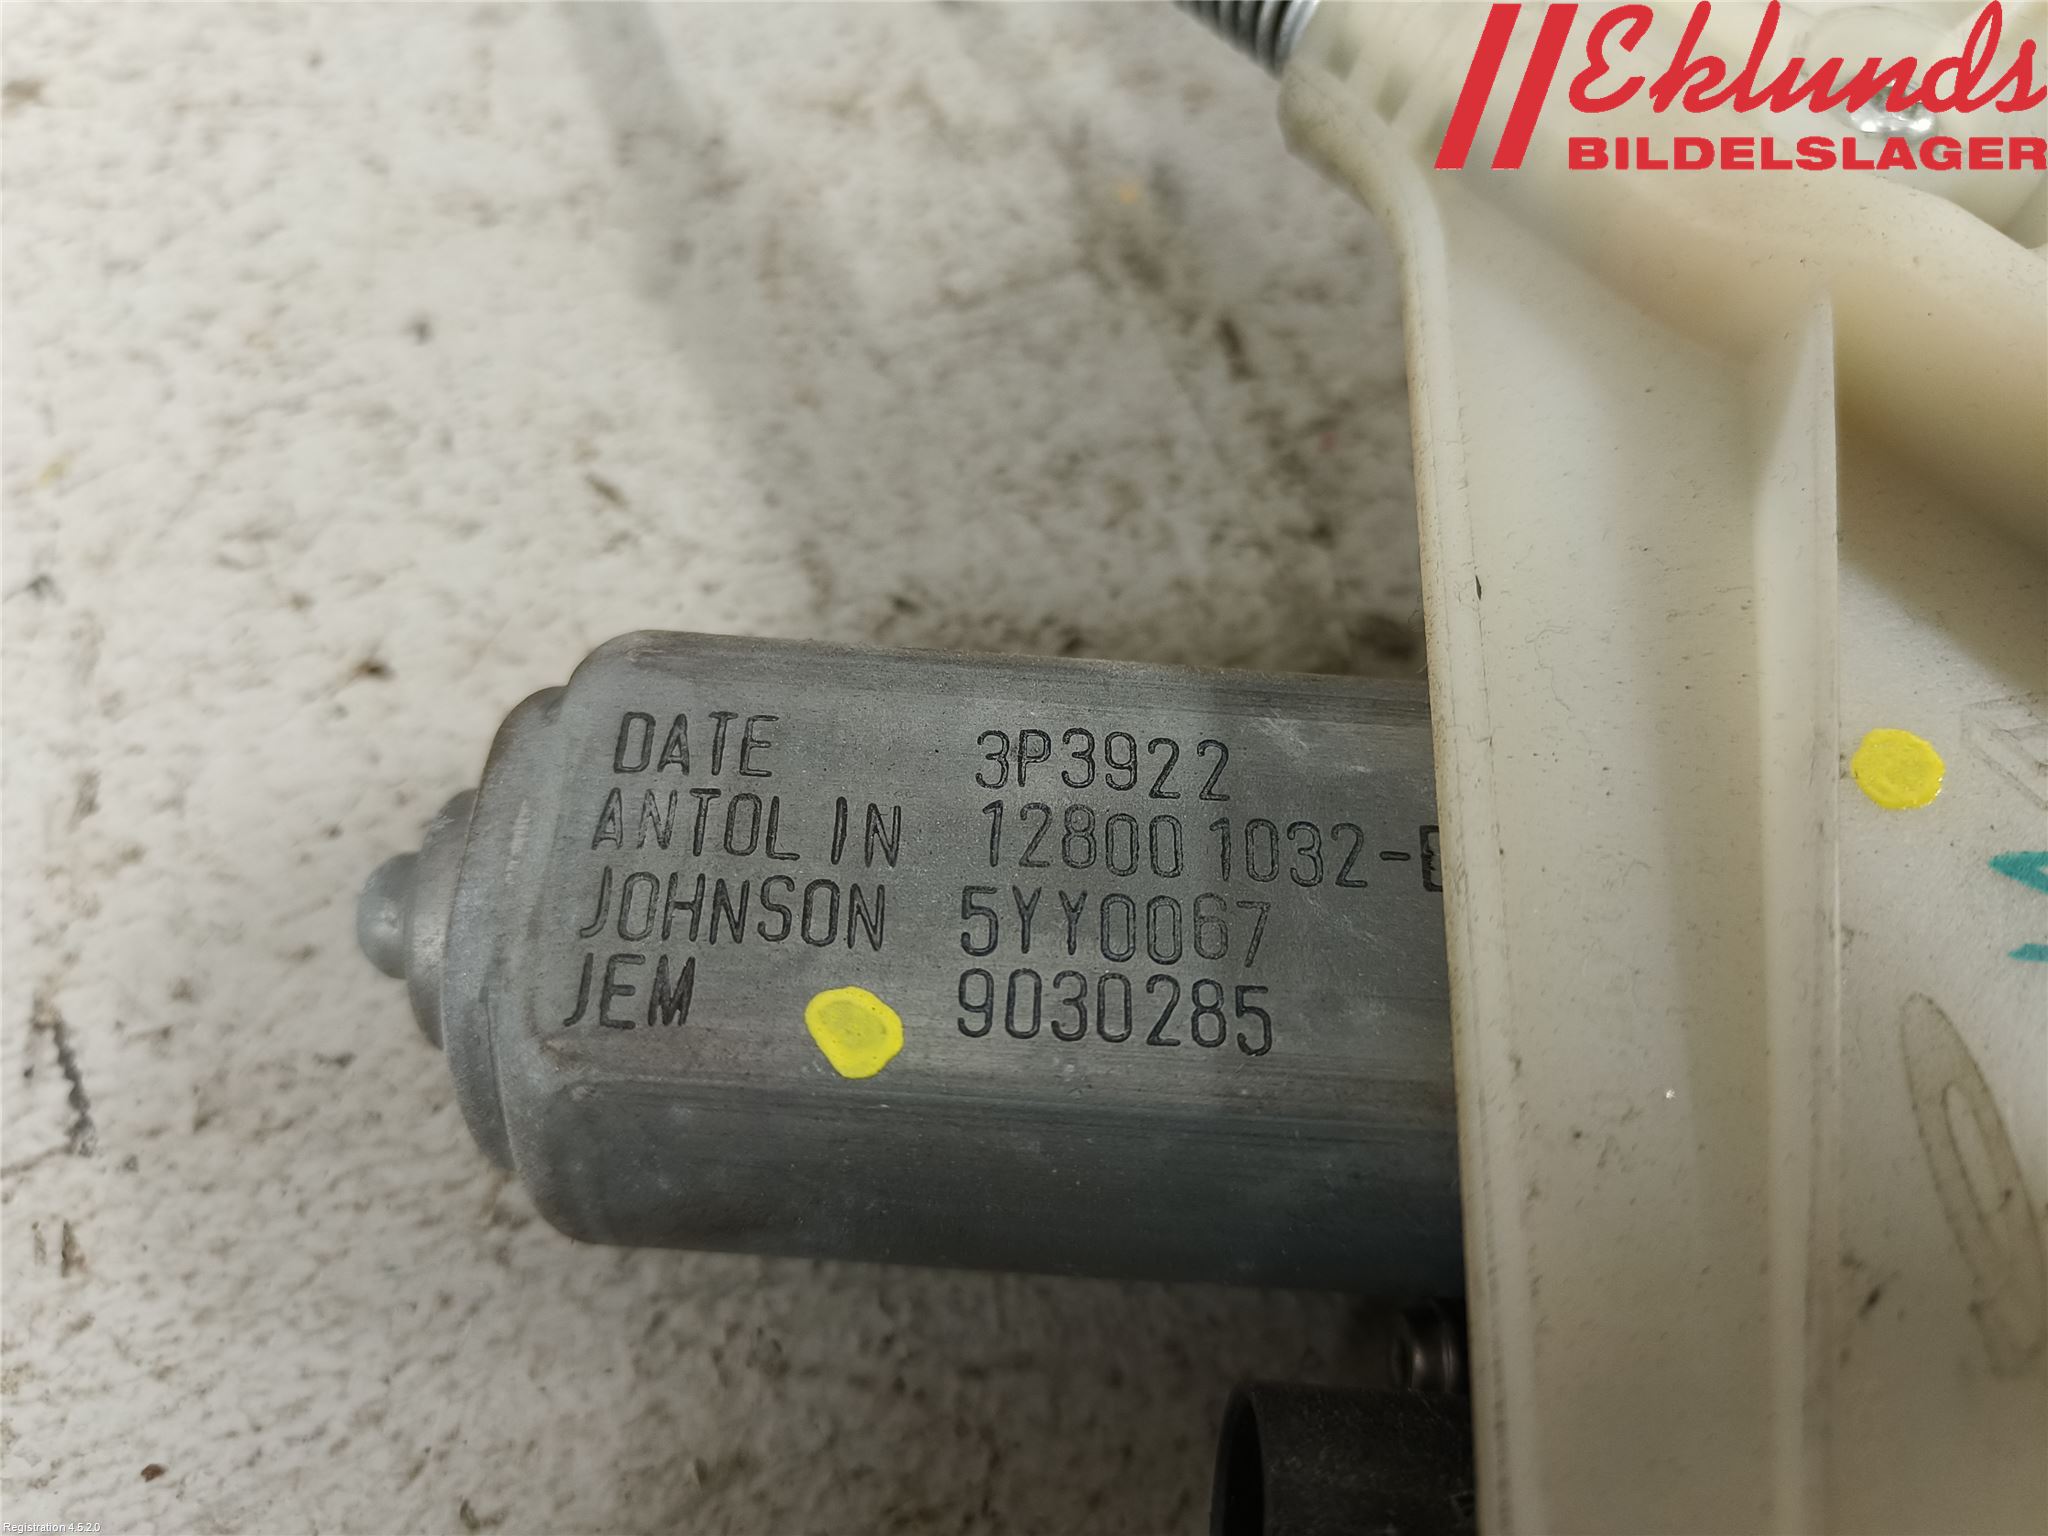 Eklunds
BILDELSLAGER
DATE 3P3922
ANTOLIN 128001032-
JOHNSON 5YY0067
JEM 9030285
Registration 4.5.2.0